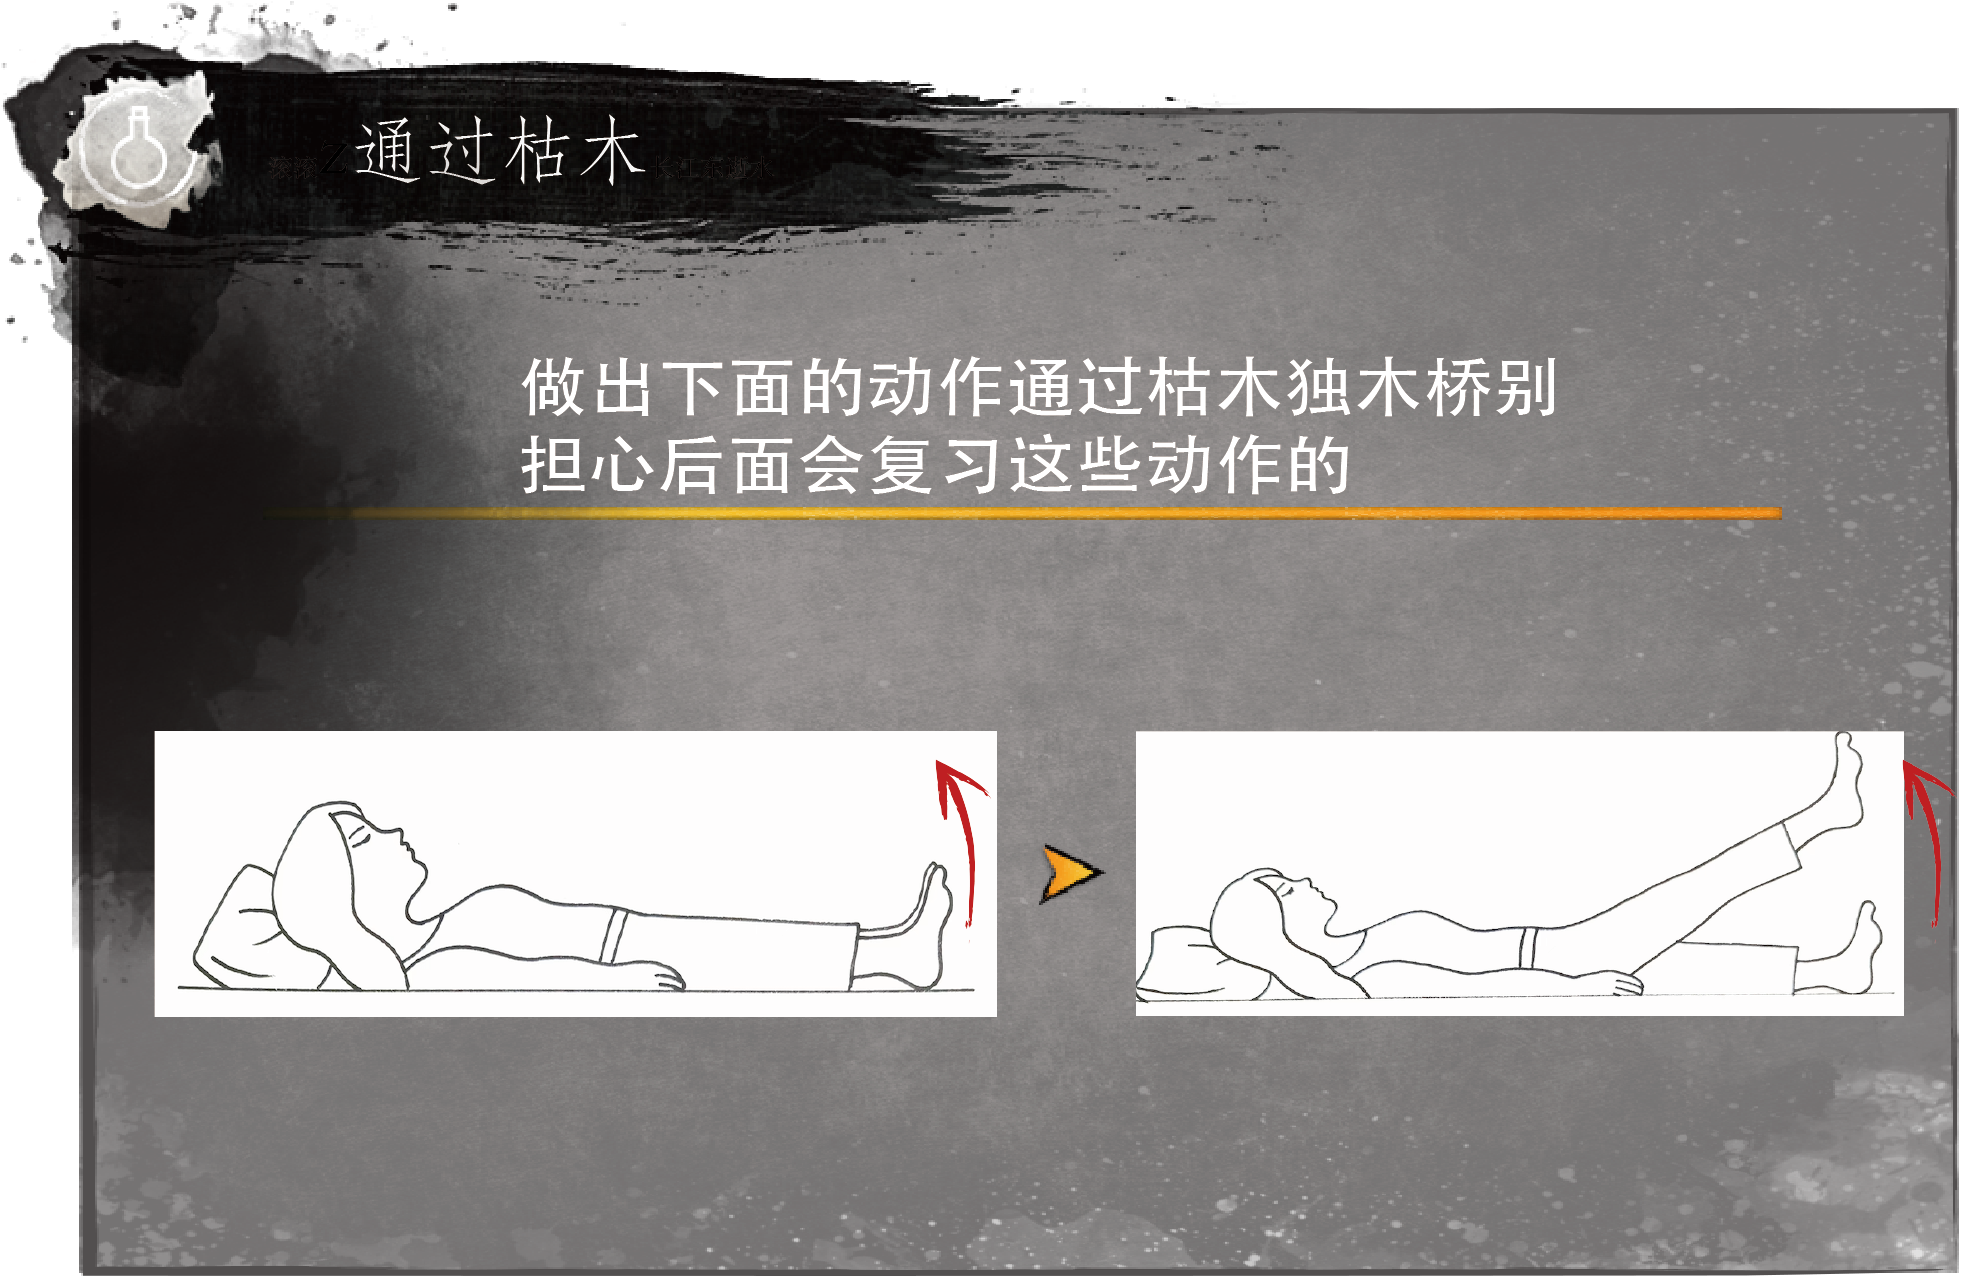 通过枯木
做出下面的动作通过枯木独木桥别
担心后面会复习这些动作的